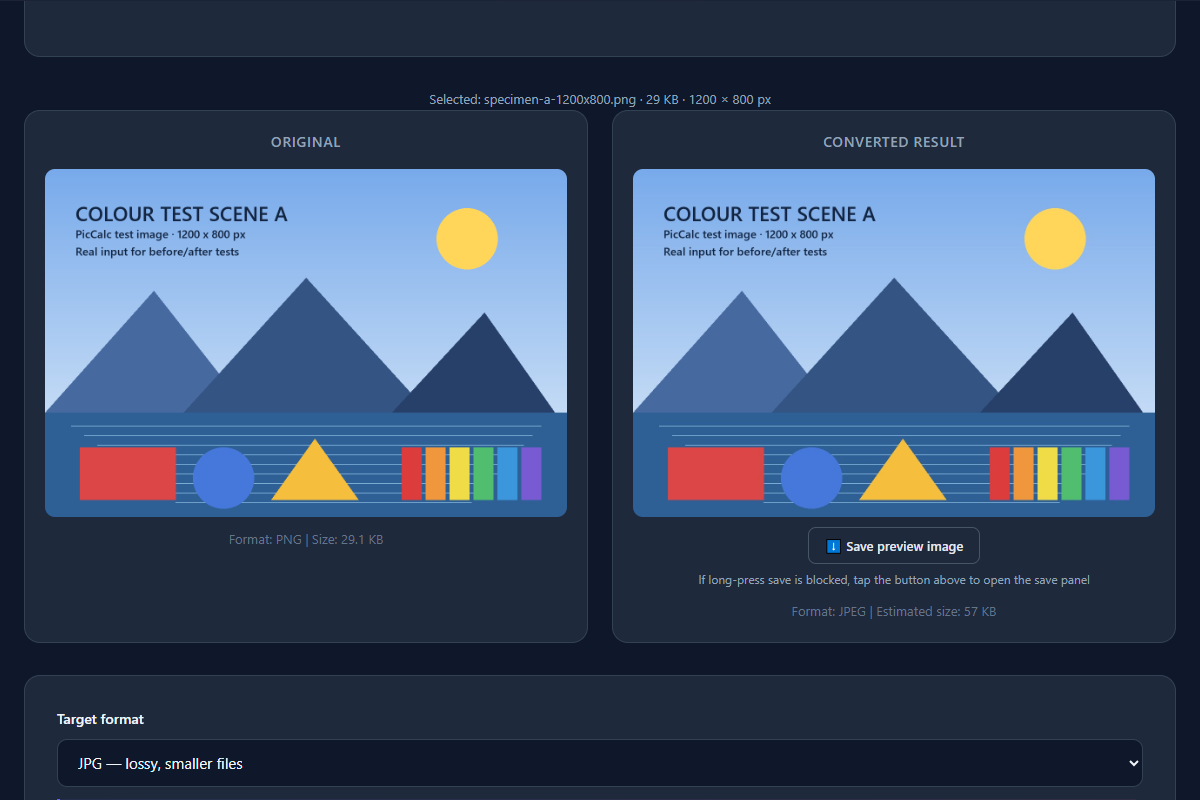 Selected: specimen-a-1200x800.png · 29 KB · 1200 × 800 px
ORIGINAL
COLOUR TEST SCENE A
PicCalc test image · 1200 x 800 px
Real input for before/after tests
Format: PNG | Size: 29.1 KB
CONVERTED RESULT
COLOUR TEST SCENE A
PicCalc test image · 1200 x 800 px
Real input for before/after tests
Save preview image
If long-press save is blocked, tap the button above to open the save panel
Format: JPEG | Estimated size: 57 KB
Target format
JPG — lossy, smaller files